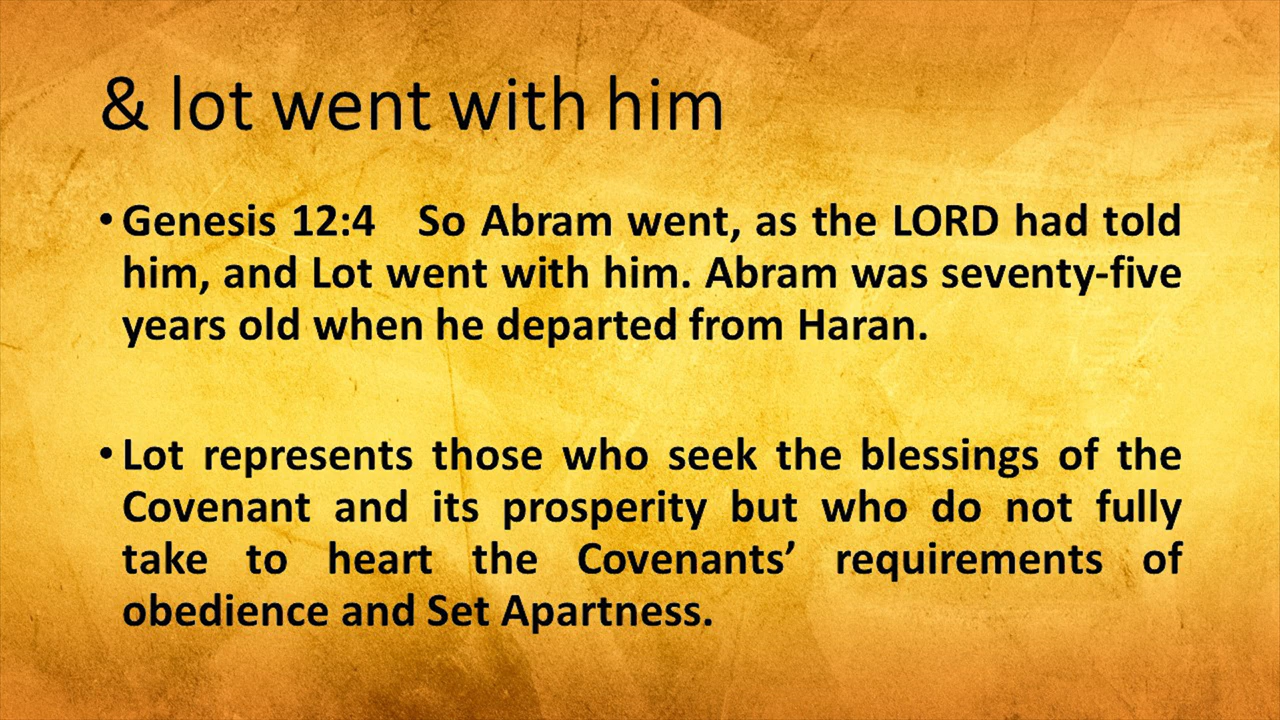 & lot went with him
• Genesis 12:4 So Abram went, as the LORD had told
him, and Lot went with him. Abram was seventy-five
years old when he departed from Haran.
• Lot represents those who seek the blessings of the
Covenant and its prosperity but who do not fully
take to heart the Covenants’ requirements of
obedience and Set Apartness.